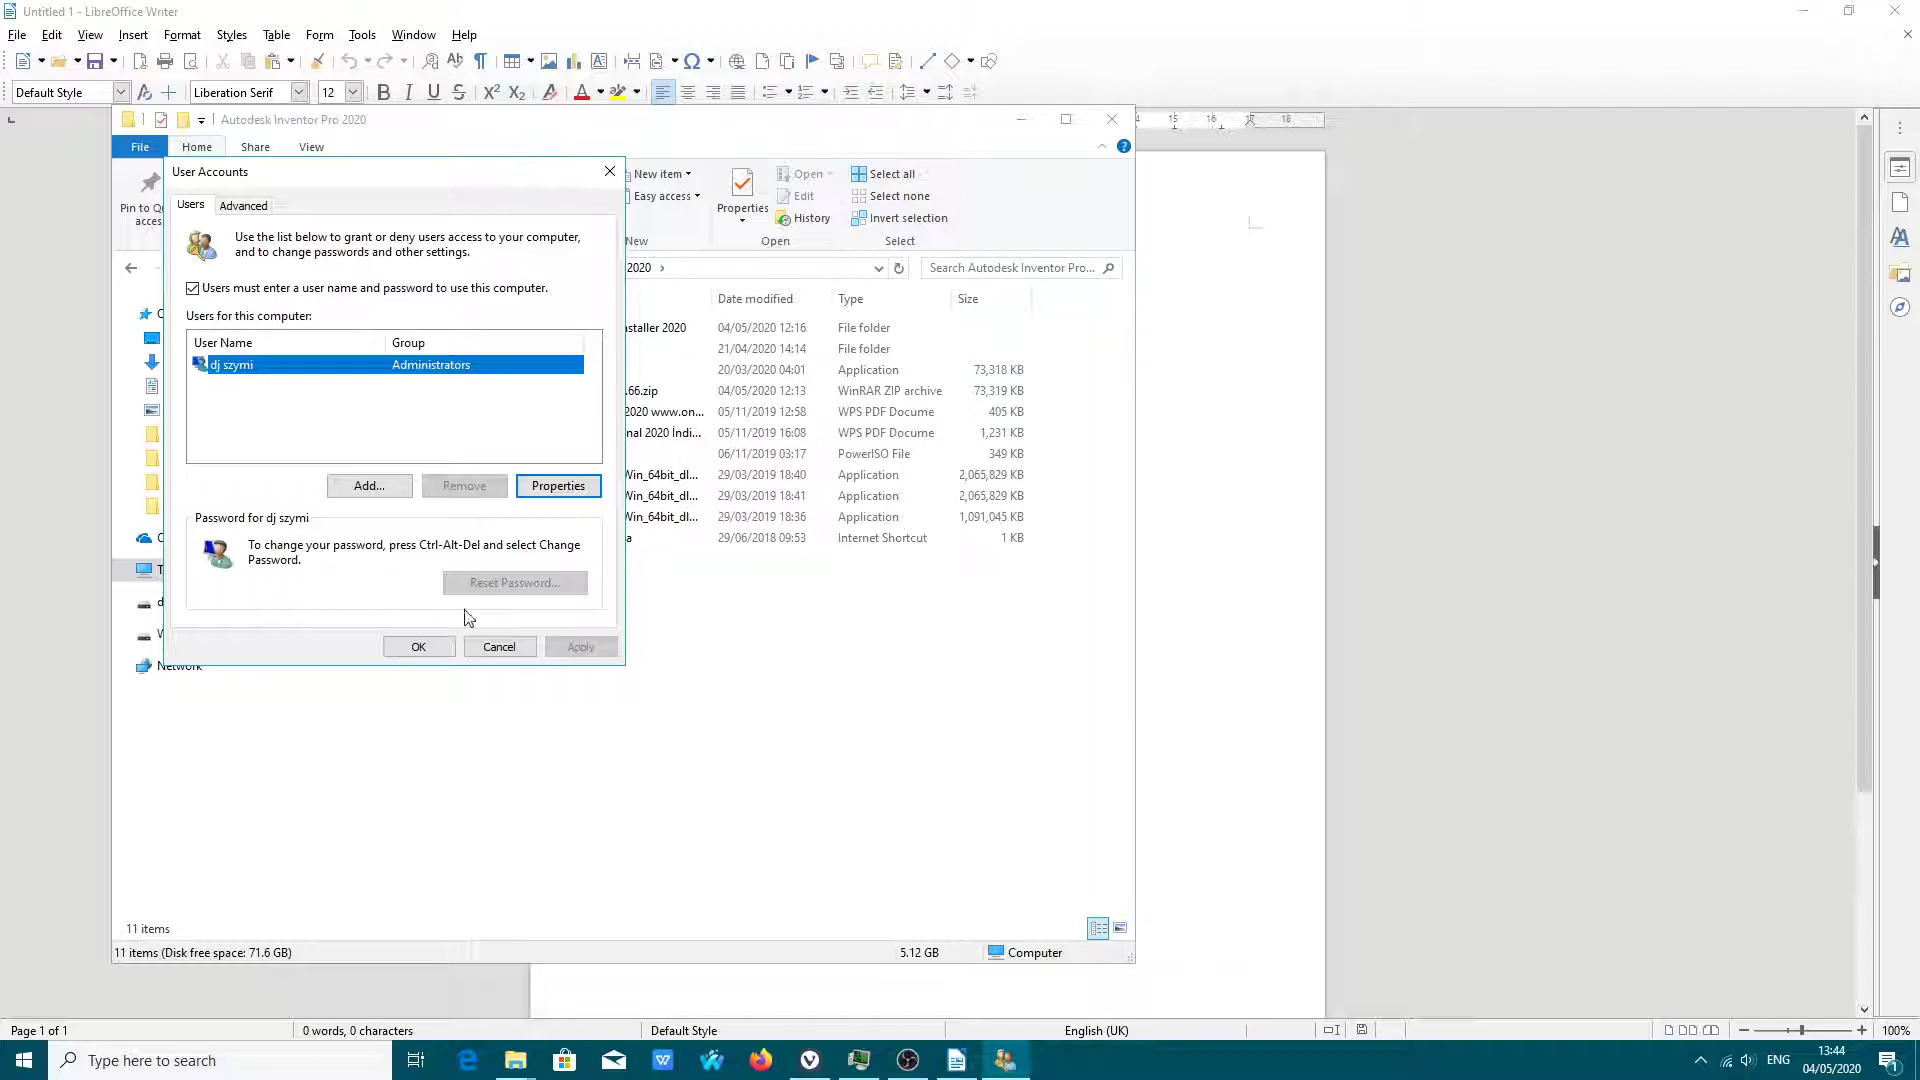 Untitled 1 - LibreOffice Writer
File Edit View Insert Format Styles Table Form Tools Window Help
Default Style Liberation Serif 12
Autodesk Inventor Pro 2020
15 16 17 18
File Home Share View
User Accounts
Users Advanced
Use the list below to grant or deny users access to your computer,
and to change passwords and other settings.
Users must enter a user name and password to use this computer.
Users for this computer:
User Name Group
dj szymi Administrators
Add... Remove Properties
Password for dj szymi
To change your password, press Ctrl-Alt-Del and select Change
Password.
Reset Password...
OK Cancel Apply
Pin to Qu
access
New item
Easy access
New
Properties
Open
Edit
History
Open
Select all
Select none
Invert selection
Select
2020
Search Autodesk Inventor Pro...
Date modified Type Size
nstaller 2020 04/05/2020 12:16 File folder
21/04/2020 14:14 File folder
20/03/2020 04:01 Application 73,318 KB
.66.zip 04/05/2020 12:13 WinRAR ZIP archive 73,319 KB
2020 www.on... 05/11/2019 12:58 WPS PDF Docume 405 KB
nal 2020 İndi... 05/11/2019 16:08 WPS PDF Docume 1,231 KB
06/11/2019 03:17 PowerISO File 349 KB
Win_64bit_dl... 29/03/2019 18:40 Application 2,065,829 KB
Win_64bit_dl... 29/03/2019 18:41 Application 2,065,829 KB
Win_64bit_dl... 29/03/2019 18:36 Application 1,091,045 KB
a 29/06/2018 09:53 Internet Shortcut 1 KB
Network
11 items
11 items (Disk free space: 71.6 GB) 5.12 GB Computer
Page 1 of 1 0 words, 0 characters Default Style English (UK) 100%
Type here to search
ENG
13:44
04/05/2020
1